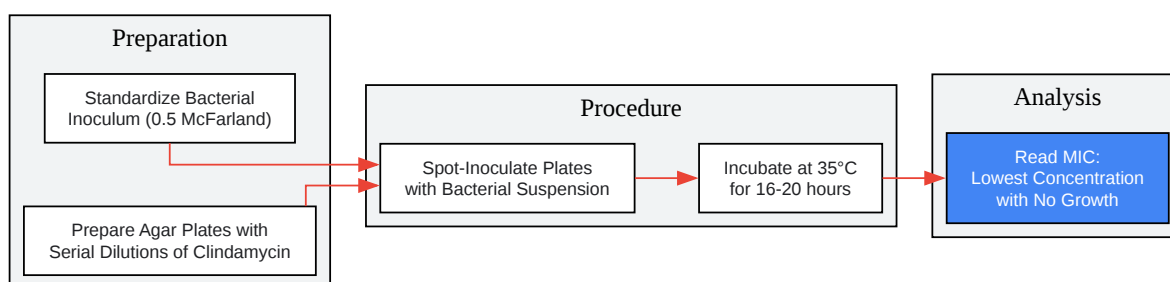 Preparation
Standardize Bacterial
Inoculum (0.5 McFarland)
Prepare Agar Plates with
Serial Dilutions of Clindamycin
Procedure
Spot-Inoculate Plates
with Bacterial Suspension
Incubate at 35°C
for 16-20 hours
Analysis
Read MIC:
Lowest Concentration
with No Growth